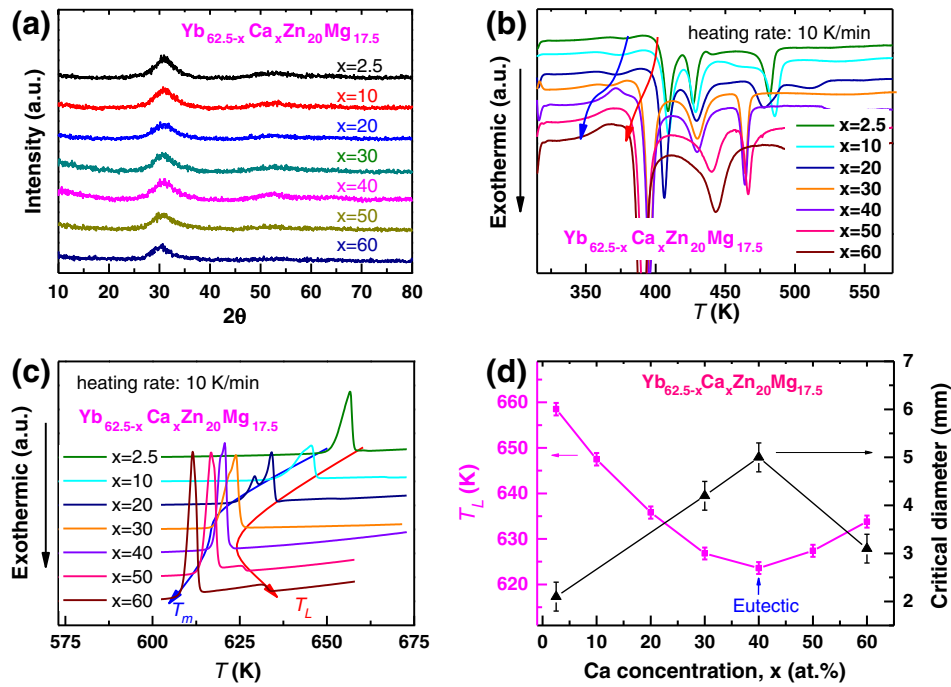 (a)
Yb62.5-xCaxZn20Mg17.5
x=2.5
x=10
x=20
x=30
x=40
x=50
x=60
Intensity (a.u.)
10 20 30 40 50 60 70 80
2θ
(b)
heating rate: 10 K/min
Exothermic (a.u.)
x=2.5
x=10
x=20
x=30
x=40
x=50
x=60
Yb62.5-xCaxZn20Mg17.5
350 400 450 500 550
T (K)
(c)
heating rate: 10 K/min
Yb62.5-xCaxZn20Mg17.5
Exothermic (a.u.)
x=2.5
x=10
x=20
x=30
x=40
x=50
x=60
Tm
TL
575 600 625 650 675
T (K)
(d)
Yb62.5-xCaxZn20Mg17.5
660
650
640
630
620
TL (K)
7
6
5
4
3
2
Critical diameter (mm)
Eutectic
0 10 20 30 40 50 60
Ca concentration, x (at.%)